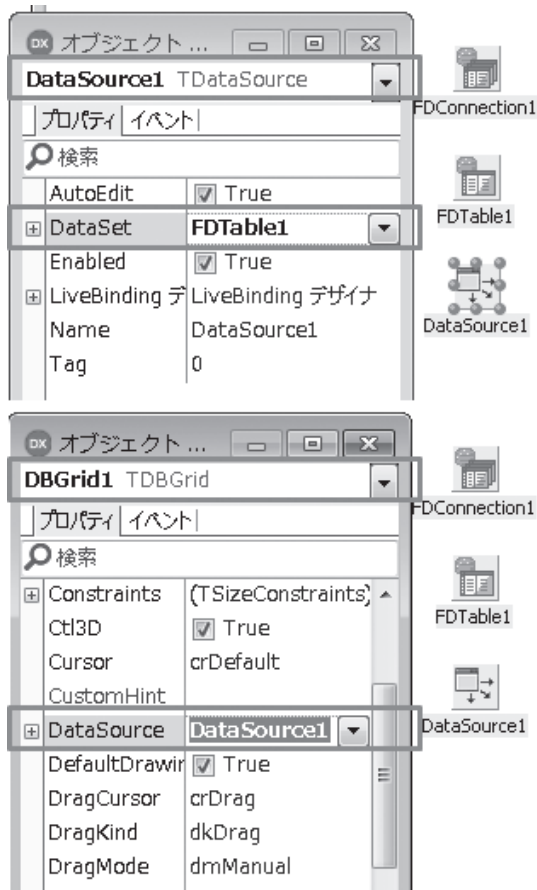 DX オブジェクト ...
DataSource1 TDataSource
プロパティ イベント
検索
AutoEdit True
DataSet FDTable1
Enabled True
LiveBinding デ LiveBinding デザイナ
Name DataSource1
Tag 0
FDConnection1
FDTable1
DataSource1
DX オブジェクト ...
DBGrid1 TDBGrid
プロパティ イベント
検索
Constraints (TSizeConstraints)
Ctl3D True
Cursor crDefault
CustomHint
DataSource DataSource1
DefaultDrawin True
DragCursor crDrag
DragKind dkDrag
DragMode dmManual
FDConnection1
FDTable1
DataSource1